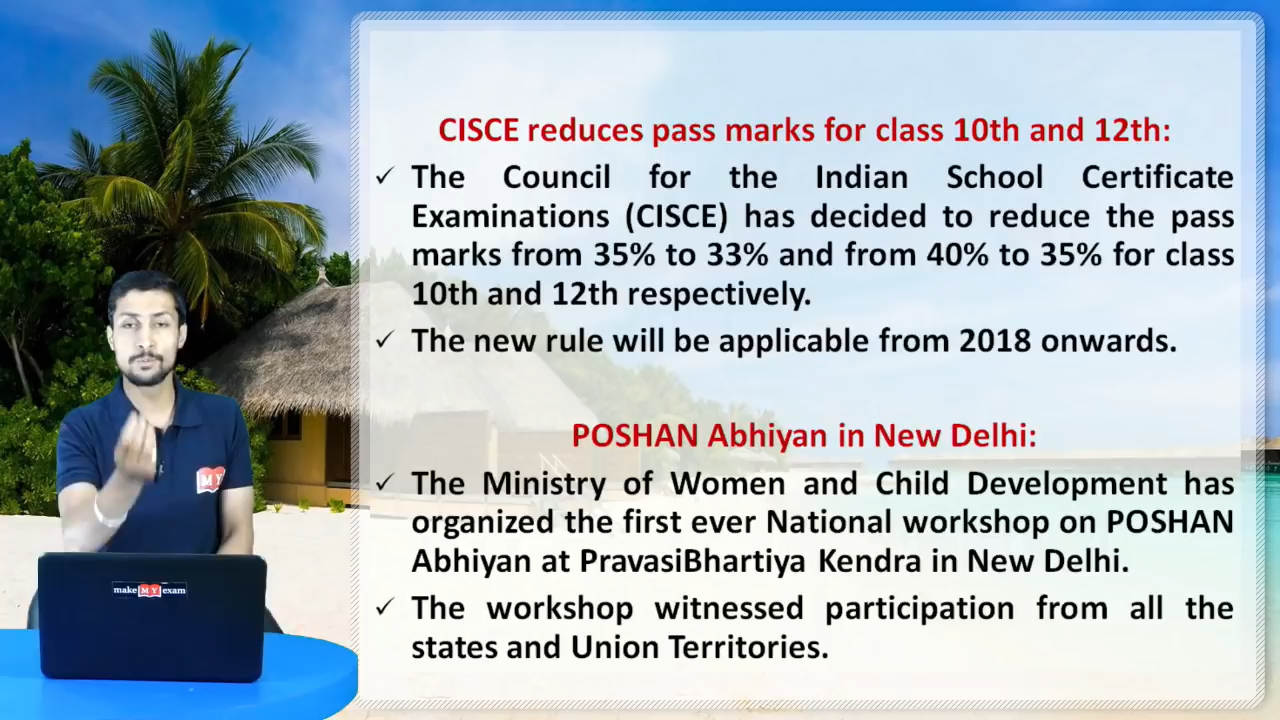 CISCE reduces pass marks for class 10th and 12th:
✓ The Council for the Indian School Certificate
Examinations (CISCE) has decided to reduce the pass
marks from 35% to 33% and from 40% to 35% for class
10th and 12th respectively.
✓ The new rule will be applicable from 2018 onwards.
POSHAN Abhiyan in New Delhi:
✓ The Ministry of Women and Child Development has
organized the first ever National workshop on POSHAN
Abhiyan at PravasiBhartiya Kendra in New Delhi.
✓ The workshop witnessed participation from all the
states and Union Territories.
MY
make MY exam